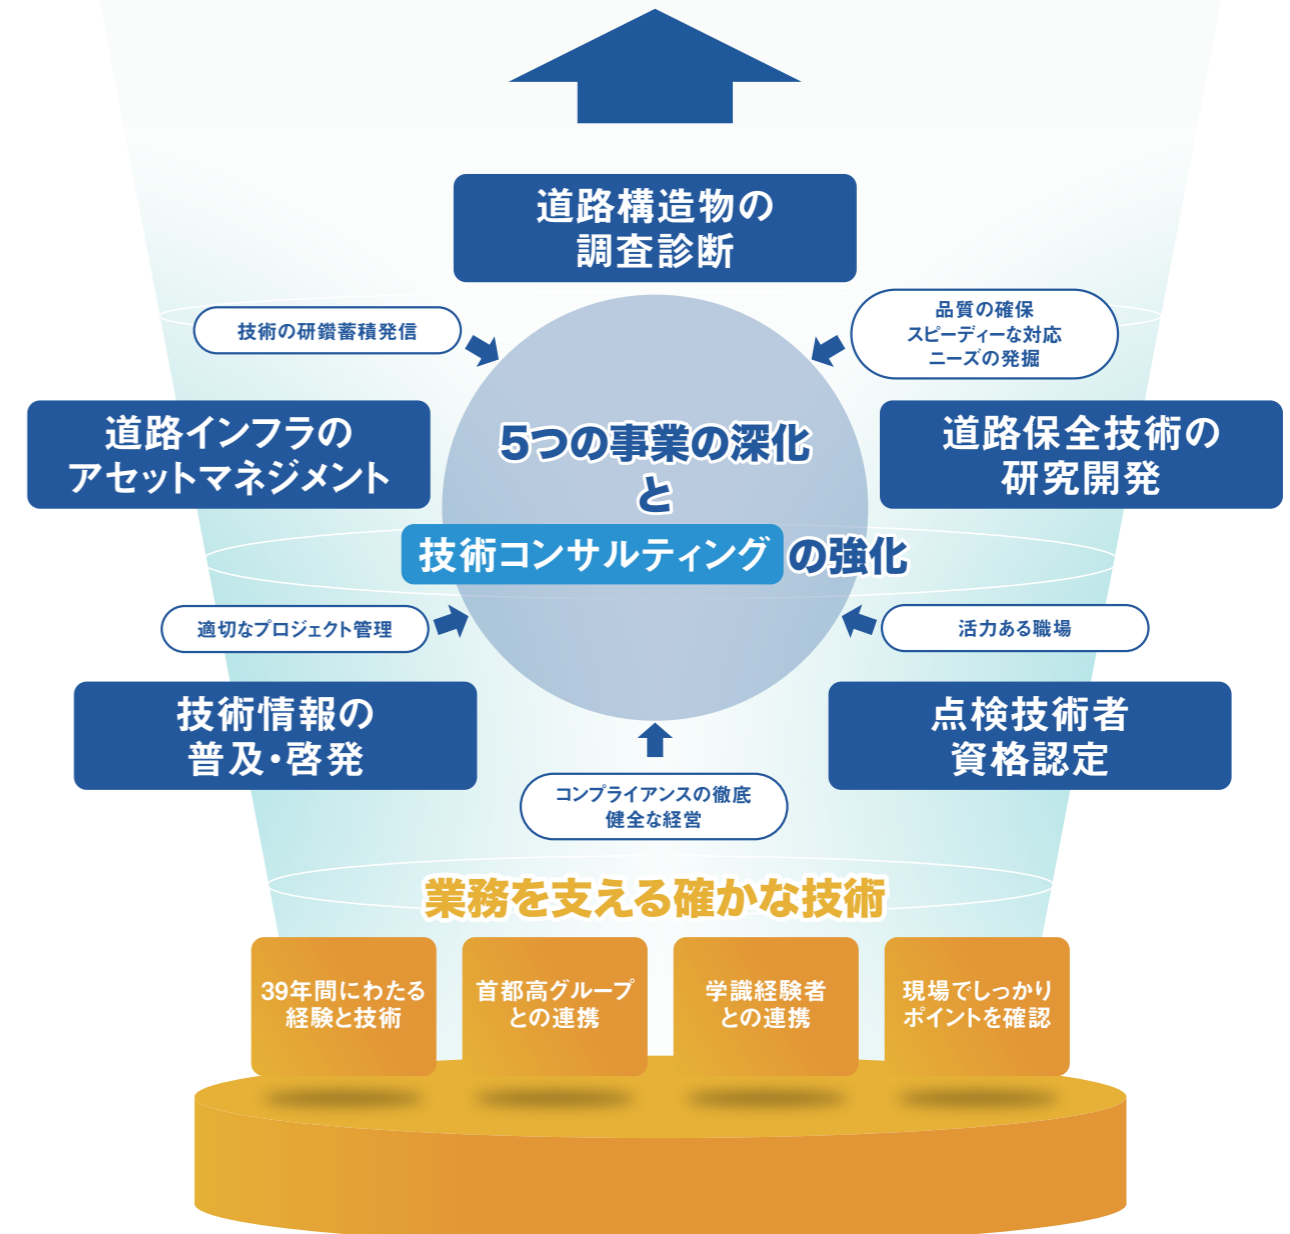 道路構造物の
調査診断
技術の研鑽蓄積発信
品質の確保
スピーディーな対応
ニーズの発掘
道路インフラの
アセットマネジメント
道路保全技術の
研究開発
5つの事業の深化
と
技術コンサルティングの強化
適切なプロジェクト管理
活力ある職場
技術情報の
普及・啓発
点検技術者
資格認定
コンプライアンスの徹底
健全な経営
業務を支える確かな技術
39年間にわたる
経験と技術
首都高グループ
との連携
学識経験者
との連携
現場でしっかり
ポイントを確認